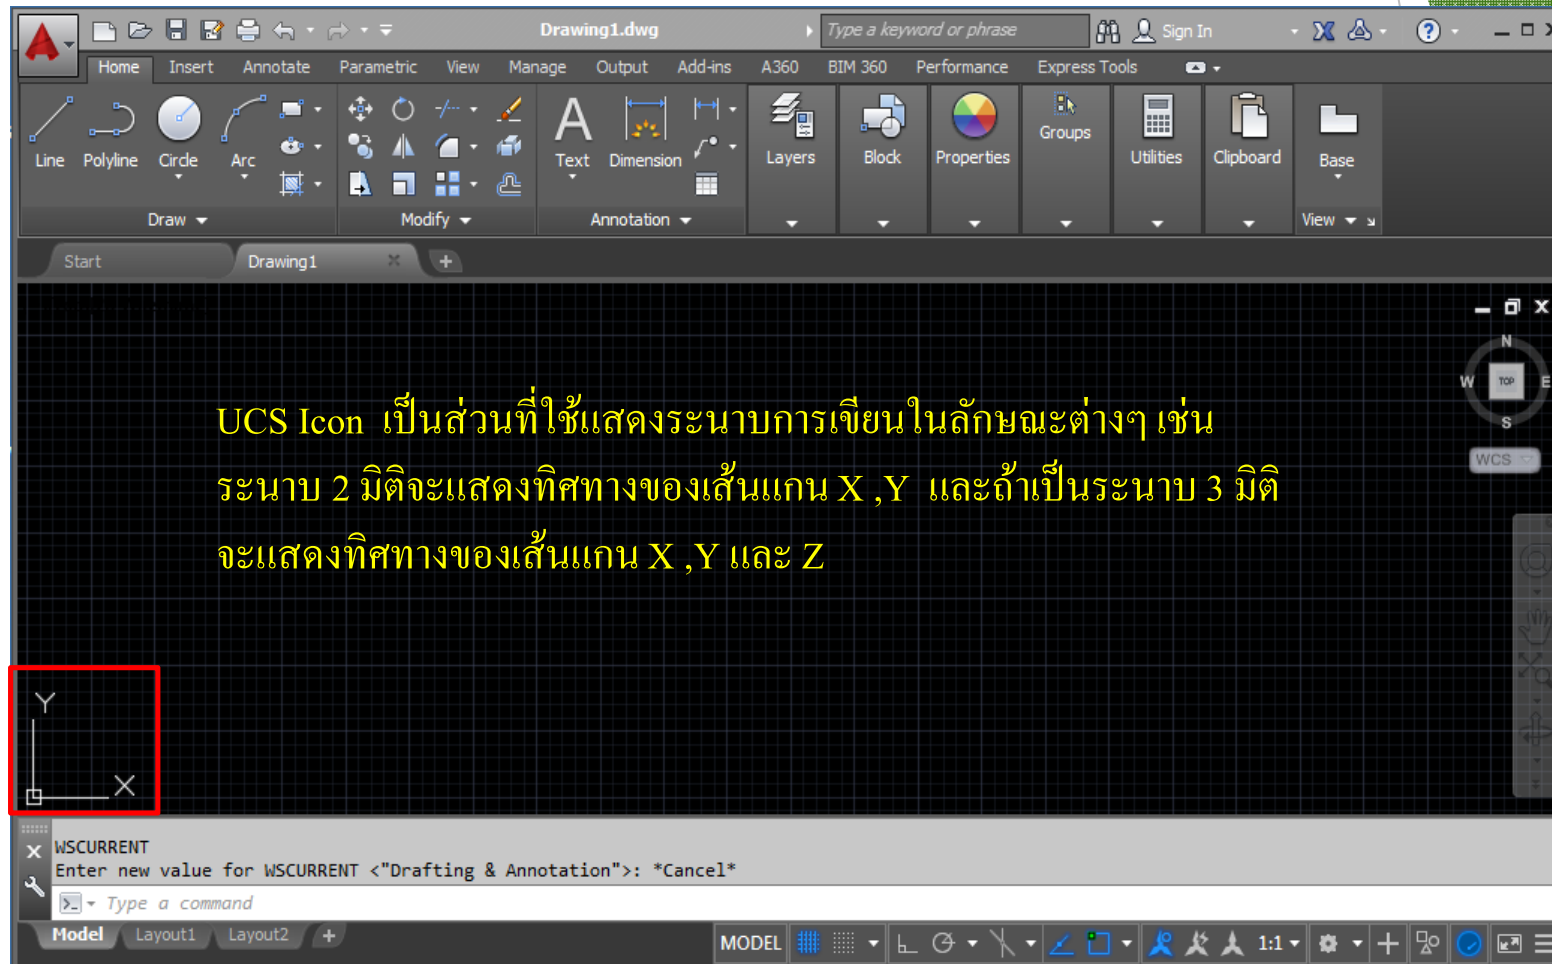 Drawing1.dwg
Type a keyword or phrase
Sign In
Home Insert Annotate Parametric View Manage Output Add-ins A360 BIM 360 Performance Express Tools
Line Polyline Circle Arc Text Dimension Layers Block Properties Groups Utilities Clipboard Base
Draw Modify Annotation View
Start Drawing1
N
W TOP E
S
WCS
UCS Icon เป็นส่วนที่ใช้แสดงระนาบการเขียนในลักษณะต่างๆ เช่น
ระนาบ 2 มิติจะแสดงทิศทางของเส้นแกน X ,Y และถ้าเป็นระนาบ 3 มิติ
จะแสดงทิศทางของเส้นแกน X ,Y และ Z
Y
X
WSCURRENT
Enter new value for WSCURRENT <"Drafting & Annotation">: *Cancel*
Type a command
Model Layout1 Layout2 +
MODEL 1:1